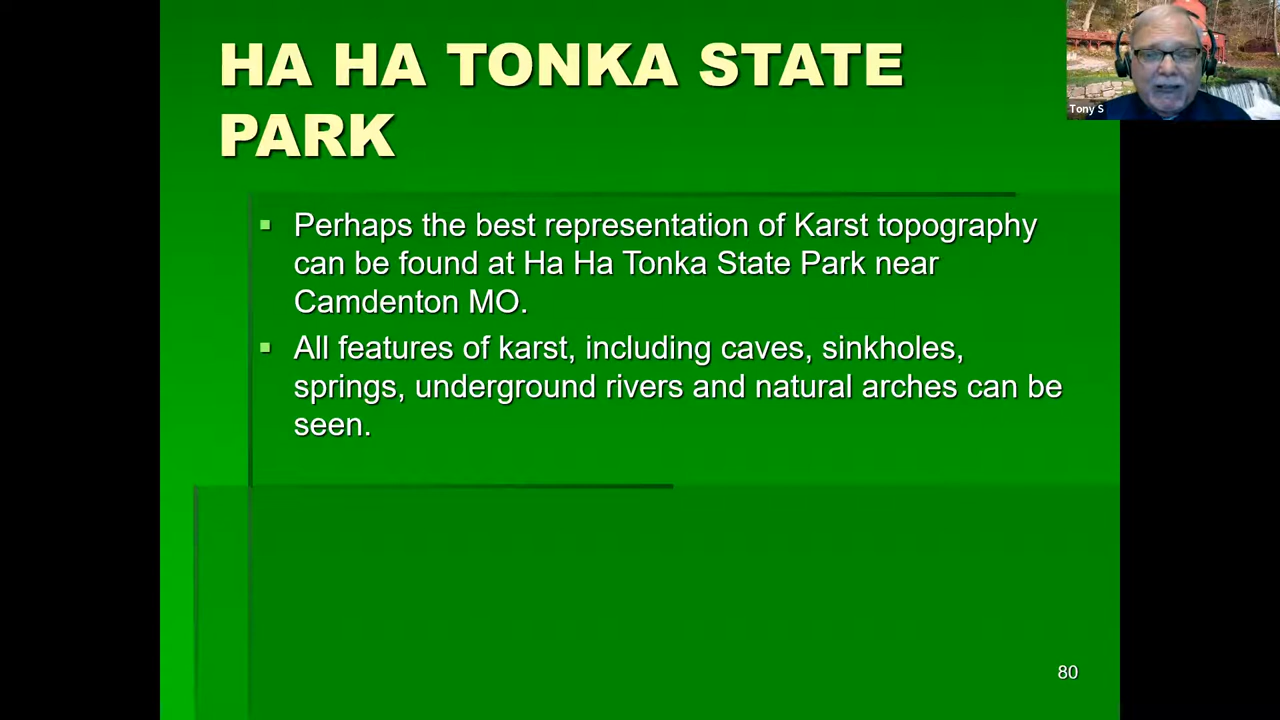 HA HA TONKA STATE
PARK
Perhaps the best representation of Karst topography
can be found at Ha Ha Tonka State Park near
Camdenton MO.
All features of karst, including caves, sinkholes,
springs, underground rivers and natural arches can be
seen.
80
Tony S